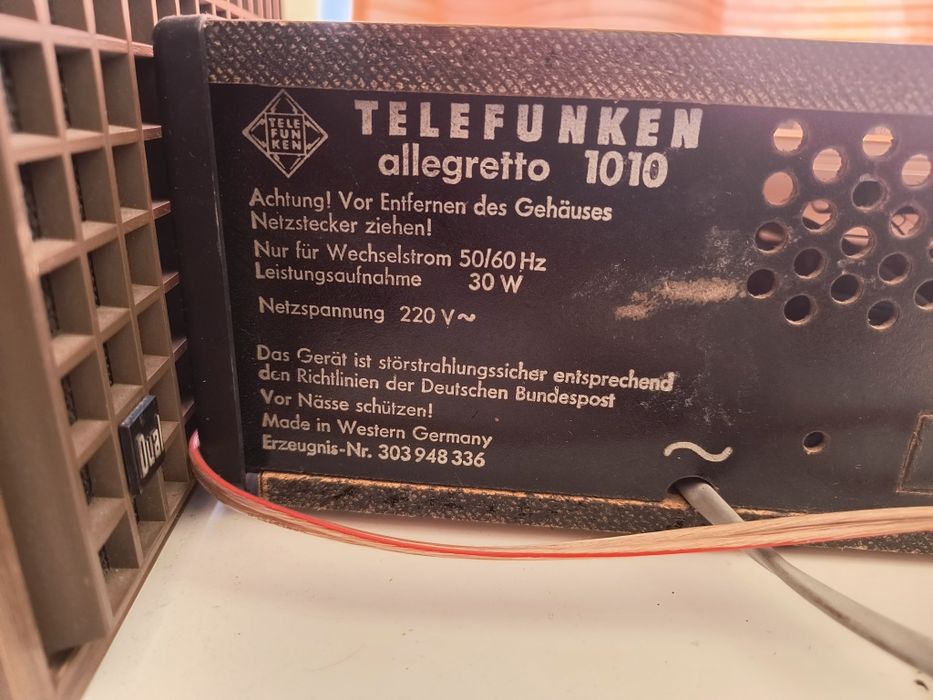 TELE
FUN
KEN
TELEFUNKEN
allegretto 1010
Achtung! Vor Entfernen des Gehäuses
Netzstecker ziehen!
Nur für Wechselstrom 50/60 Hz
Leistungsaufnahme 30 W
Netzspannung 220 V~
Das Gerät ist störstrahlungssicher entsprechend
den Richtlinien der Deutschen Bundespost
Vor Nässe schützen!
Made in Western Germany
Erzeugnis-Nr. 303 948 336
~
Dual